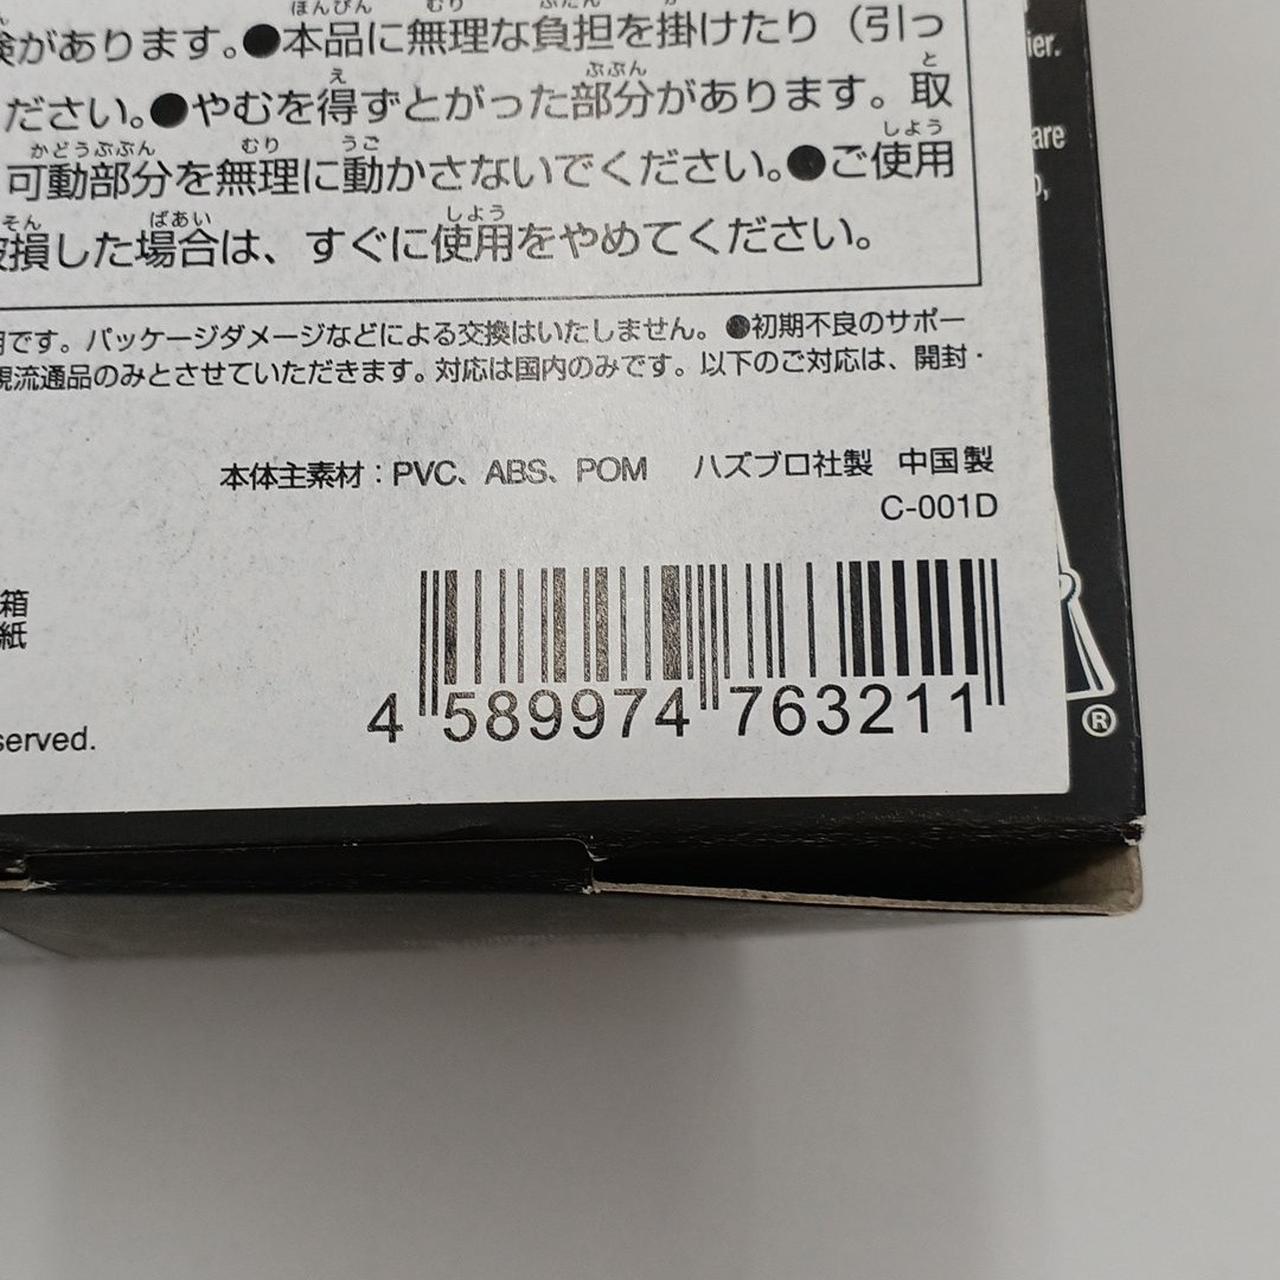 険があります。●本品に無理な負担を掛けたり（引っ
ださい。●やむを得ずとがった部分があります。取
可動部分を無理に動かさないでください。●ご使用
破損した場合は、すぐに使用をやめてください。
用です。パッケージダメージなどによる交換はいたしません。●初期不良のサポー
規流通品のみとさせていただきます。対応は国内のみです。以下のご対応は、開封・
本体主素材：PVC、ABS、POM ハズブロ社製 中国製
C-001D
箱
紙
4 589974 763211
served.
ier.
are
®